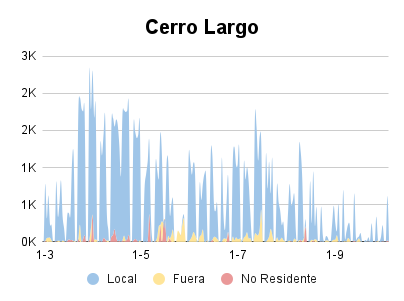 Cerro Largo
3K
2K
2K
1K
1K
0K
1-3 1-5 1-7 1-9
Local Fuera No Residente